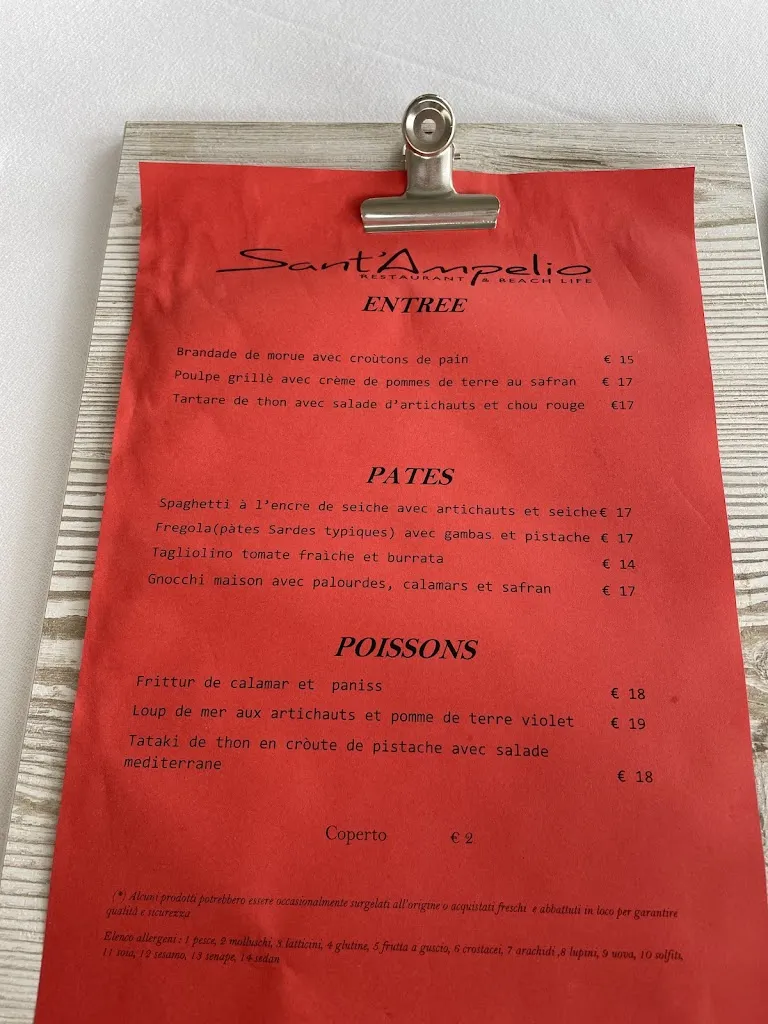 Sant'Ampelio
RESTAURANT & BEACH LIFE
ENTREE
Brandade de morue avec croùtons de pain € 15
Poulpe grillè avec crème de pommes de terre au safran € 17
Tartare de thon avec salade d'artichauts et chou rouge €17
PATES
Spaghetti à l'encre de seiche avec artichauts et seiche€ 17
Fregola(pàtes Sardes typiques) avec gambas et pistache € 17
Tagliolino tomate fraìche et burrata € 14
Gnocchi maison avec palourdes, calamars et safran € 17
POISSONS
Frittur de calamar et paniss € 18
Loup de mer aux artichauts et pomme de terre violet € 19
Tataki de thon en cròute de pistache avec salade
mediterrane € 18
Coperto € 2
(*) Alcuni prodotti potrebbero essere occasionalmente surgelati all'origine o acquistati freschi e abbattuti in loco per garantire
qualità e sicurezza
Elenco allergeni : 1 pesce, 2 molluschi, 3 latticini, 4 glutine, 5 frutta a guscio, 6 crostacei, 7 arachidi ,8 lupini, 9 uova, 10 solfiti,
11 soia, 12 sesamo, 13 senape, 14 sedan